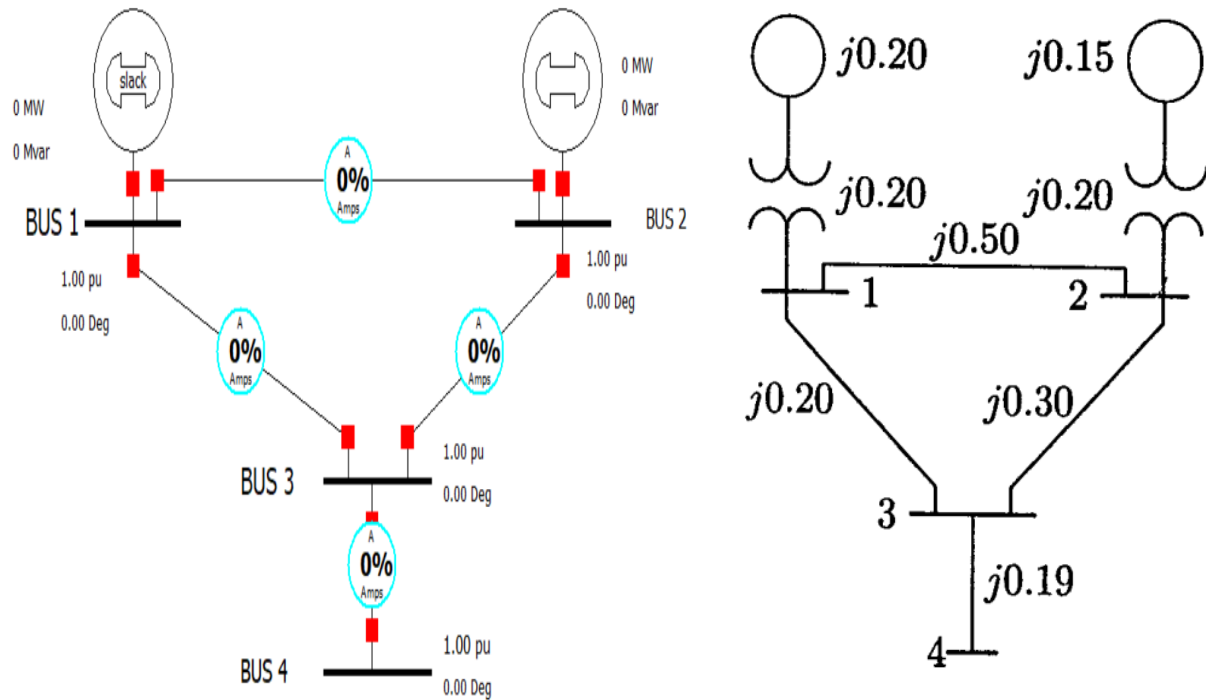 slack
0 MW
0 Mvar
0 MW
0 Mvar
A
0%
Amps
BUS 1
BUS 2
1.00 pu
0.00 Deg
1.00 pu
0.00 Deg
A
0%
Amps
A
0%
Amps
BUS 3
1.00 pu
0.00 Deg
A
0%
Amps
BUS 4
1.00 pu
0.00 Deg
j0.20
j0.15
j0.20
j0.20
j0.50
1
2
j0.20
j0.30
3
j0.19
4